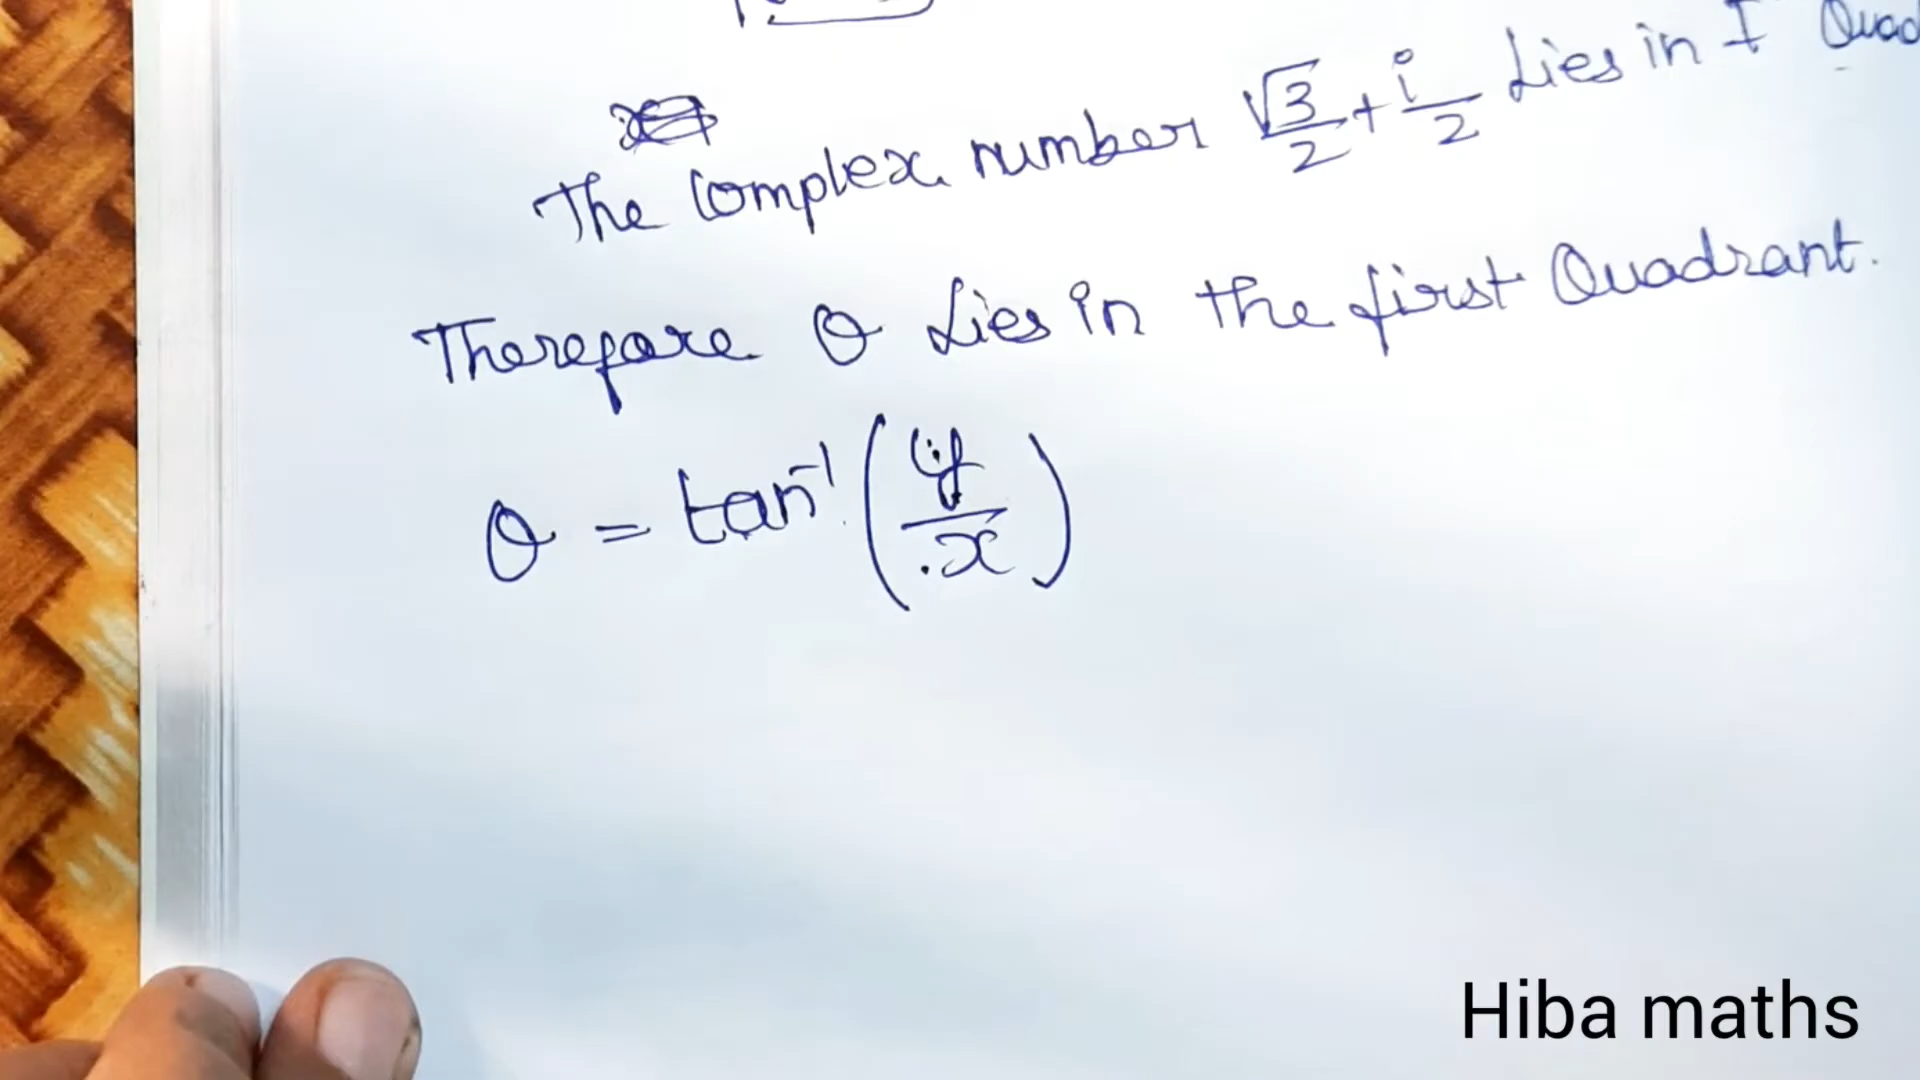 The Complex number √3/2 + i/2 Lies in I Quad
Therefore θ Lies in the first Quadrant.
θ = tan⁻¹ (y/x)
Hiba maths